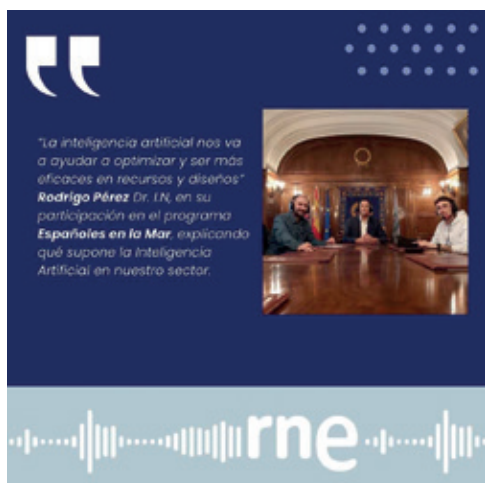 "La inteligencia artificial nos va
a ayudar a optimizar y ser más
eficaces en recursos y diseños"
Rodrigo Pérez Dr. I.N, en su
participación en el programa
Españoles en la Mar, explicando
qué supone la Inteligencia
Artificial en nuestro sector.
rne